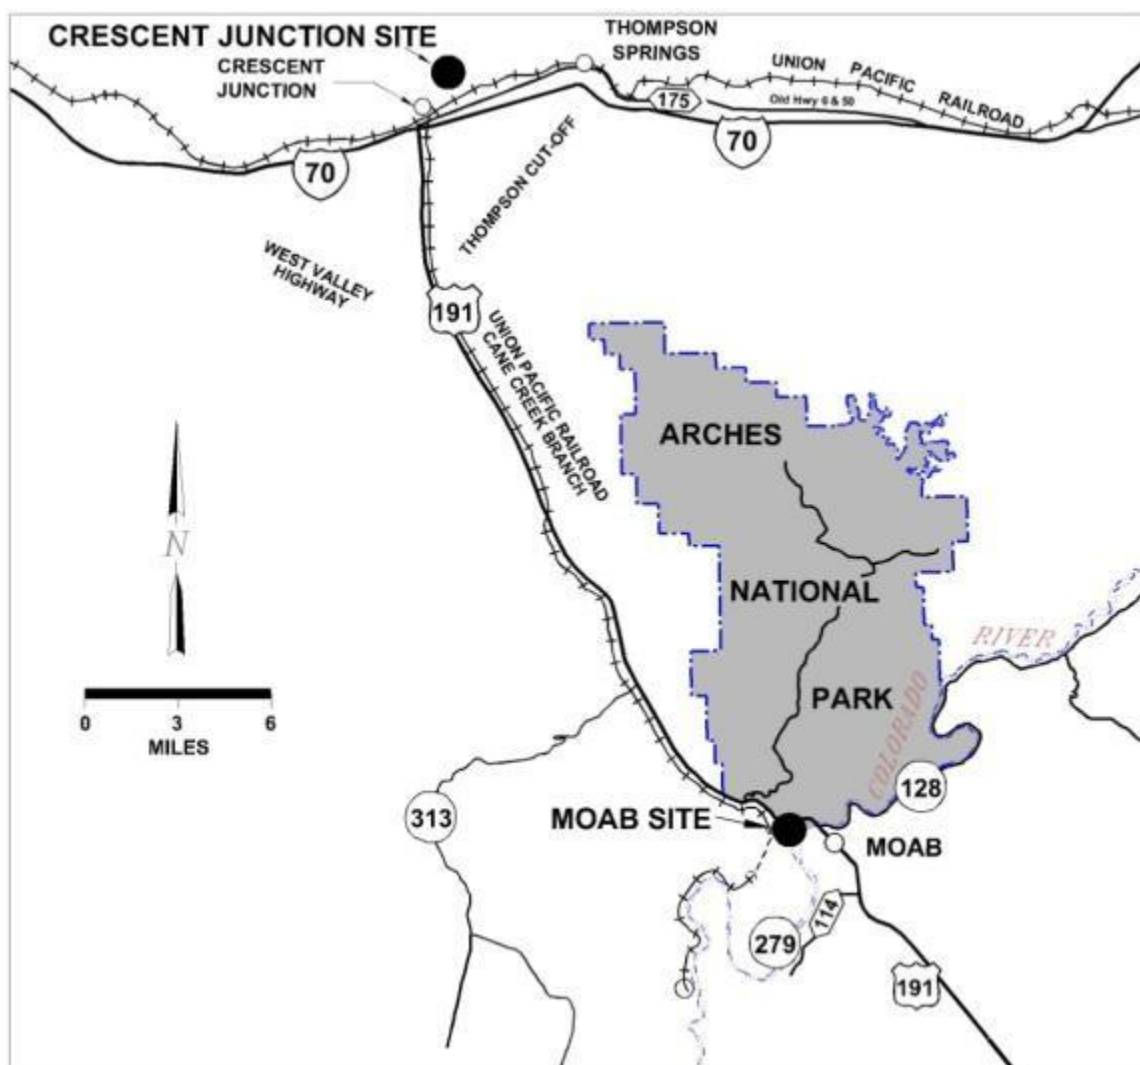 CRESCENT JUNCTION SITE
CRESCENT
JUNCTION
THOMPSON
SPRINGS
UNION PACIFIC RAILROAD
175
Old Hwy 6 & 50
70
70
THOMPSON CUT-OFF
WEST VALLEY
HIGHWAY
191
UNION PACIFIC RAILROAD
CANE CREEK BRANCH
ARCHES
NATIONAL
PARK
N
0 3 6
MILES
RIVER
COLORADO
128
313
MOAB SITE
MOAB
114
279
191